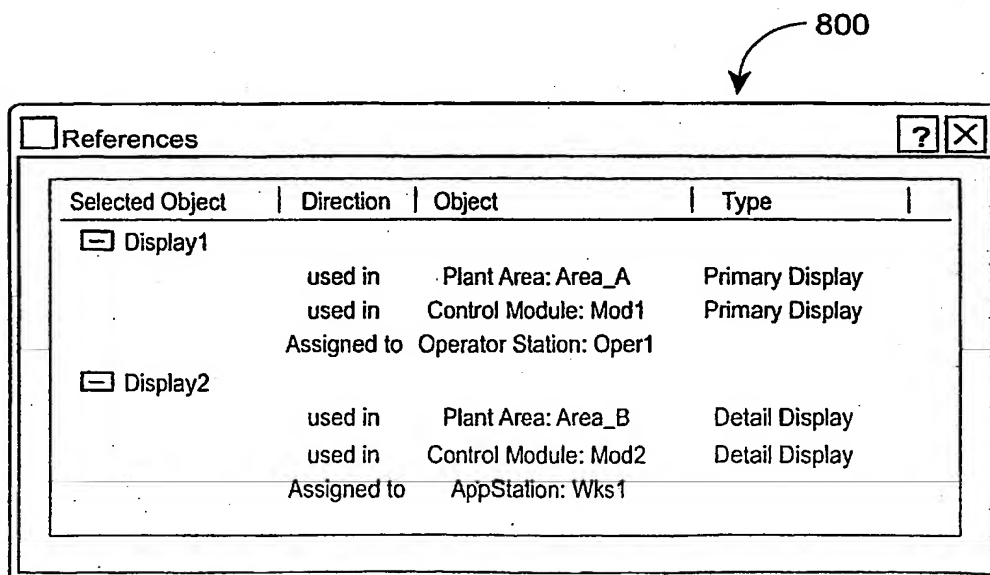 800
References ?
Selected Object Direction Object Type
Display1
used in Plant Area: Area_A Primary Display
used in Control Module: Mod1 Primary Display
Assigned to Operator Station: Oper1
Display2
used in Plant Area: Area_B Detail Display
used in Control Module: Mod2 Detail Display
Assigned to AppStation: Wks1